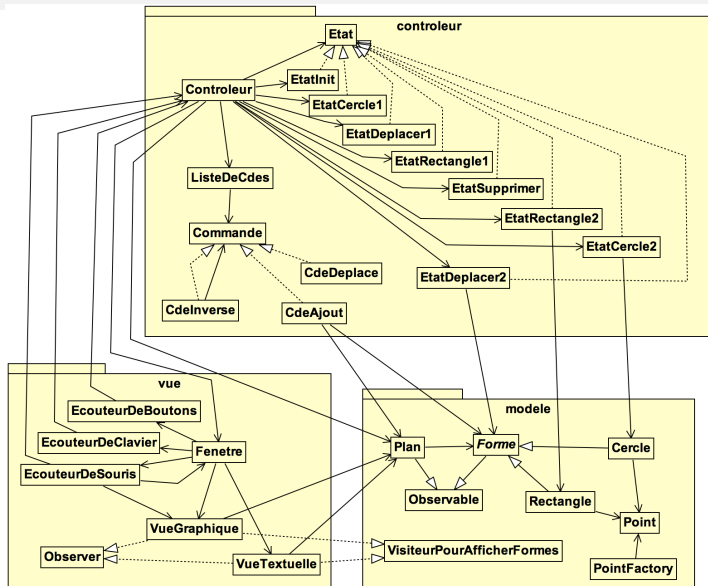 controleur
Etat
EtatInit
Controleur
EtatCercle1
EtatDeplacer1
EtatRectangle1
ListeDeCdes
EtatSupprimer
EtatRectangle2
Commande
EtatCercle2
CdeDeplace
EtatDeplacer2
CdeInverse
CdeAjout
vue
EcouteurDeBoutons
EcouteurDeClavier
Fenetre
EcouteurDeSouris
VueGraphique
Observer
VueTextuelle
modele
Plan
Forme
Cercle
Observable
Rectangle
Point
VisiteurPourAfficherFormes
PointFactory